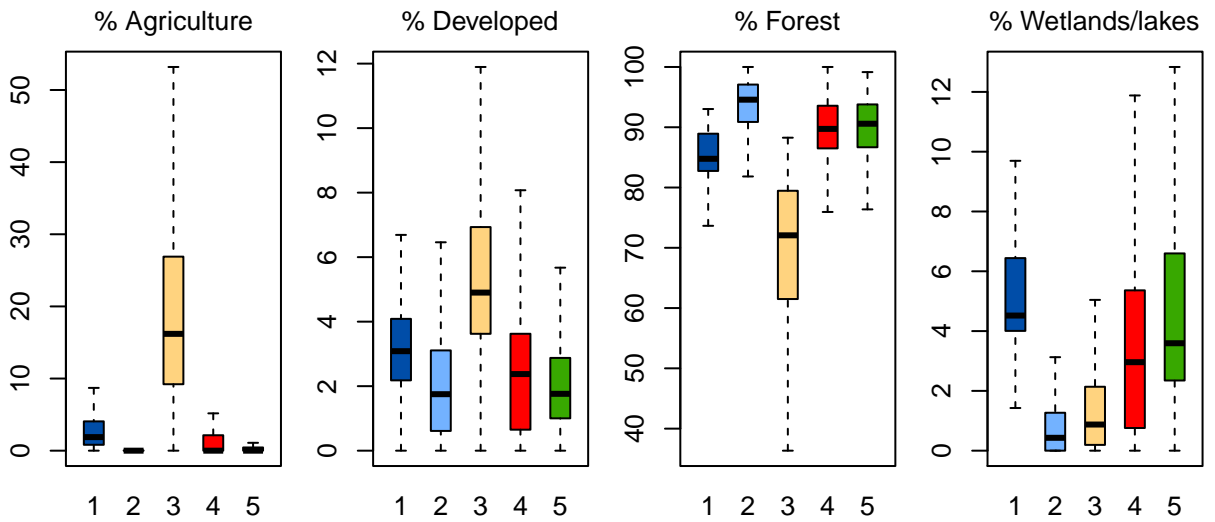 % Agriculture
0 10 20 30 40 50
1 2 3 4 5
% Developed
0 2 4 6 8 10 12
1 2 3 4 5
% Forest
40 50 60 70 80 90 100
1 2 3 4 5
% Wetlands/lakes
0 2 4 6 8 10 12
1 2 3 4 5